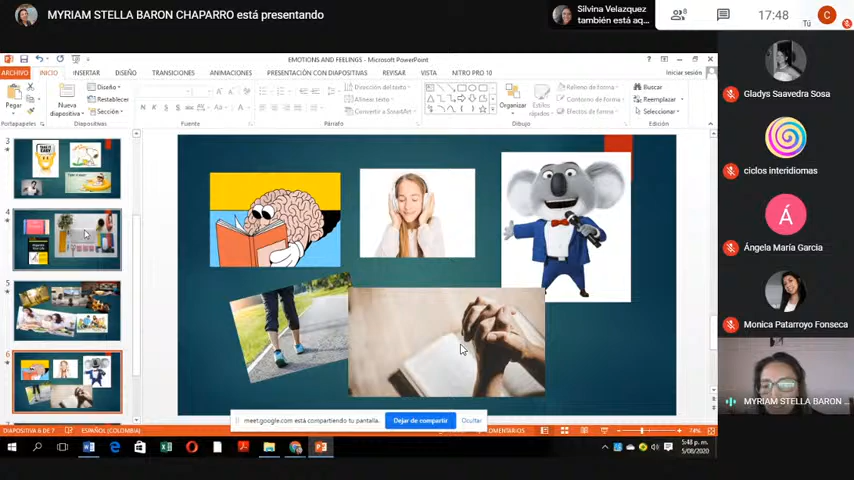 MYRIAM STELLA BARON CHAPARRO está presentando
Silvina Velazquez
también está aq...
8
17:48
Tú
C
EMOTIONS AND FEELINGS - Microsoft PowerPoint
ARCHIVO INICIO INSERTAR DISEÑO TRANSICIONES ANIMACIONES PRESENTACIÓN CON DIAPOSITIVAS REVISAR VISTA NITRO PRO 10 Iniciar sesión
Pegar
Nueva
diapositiva
Diseño
Restablecer
Sección
Dirección del texto
Alinear texto
Convertir a SmartArt
Organizar
Estilos
rápidos
Relleno de forma
Contorno de forma
Efectos de forma
Buscar
Reemplazar
Seleccionar
Portapapeles
Diapositivas
Fuente
Párrafo
Dibujo
Edición
3
4
5
6
Gladys Saavedra Sosa
ciclos interidiomas
Á
Ángela María García
Monica Patarroyo Fonseca
MYRIAM STELLA BARON
meet.google.com está compartiendo tu pantalla.
Dejar de compartir
Ocultar
DIAPOSITIVA 6 DE 7
ESPAÑOL (COLOMBIA)
COMENTARIOS
74%
5:48 p. m.
5/08/2020